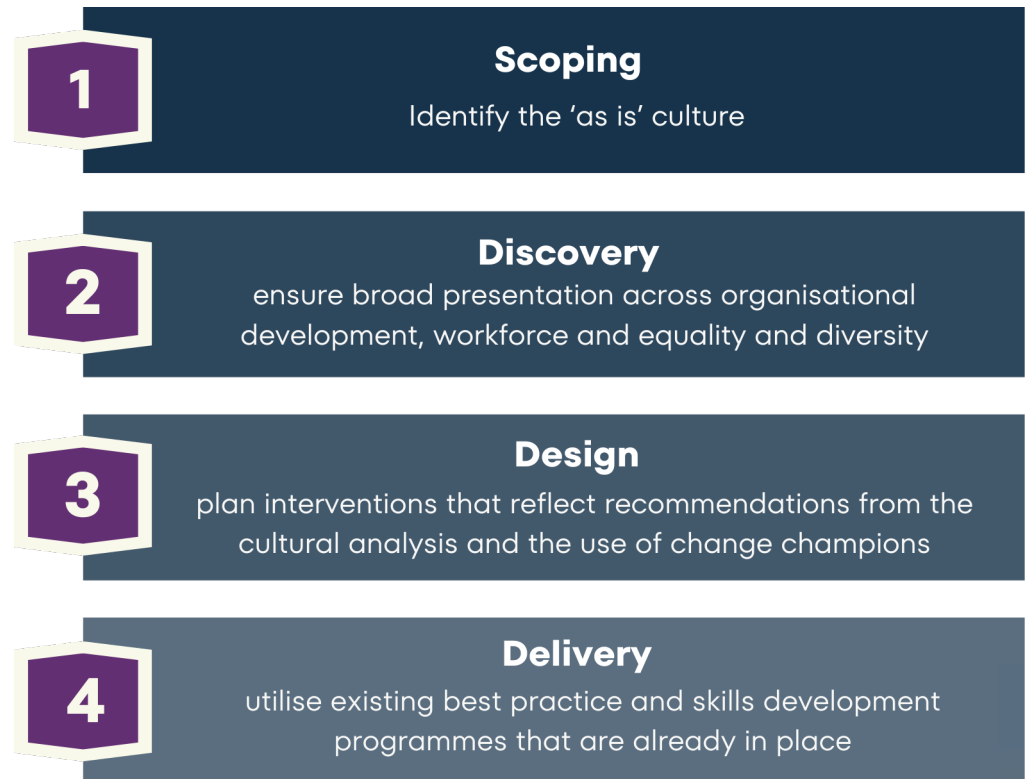 1
Scoping
Identify the ‘as is’ culture
2
Discovery
ensure broad presentation across organisational
development, workforce and equality and diversity
3
Design
plan interventions that reflect recommendations from the
cultural analysis and the use of change champions
4
Delivery
utilise existing best practice and skills development
programmes that are already in place